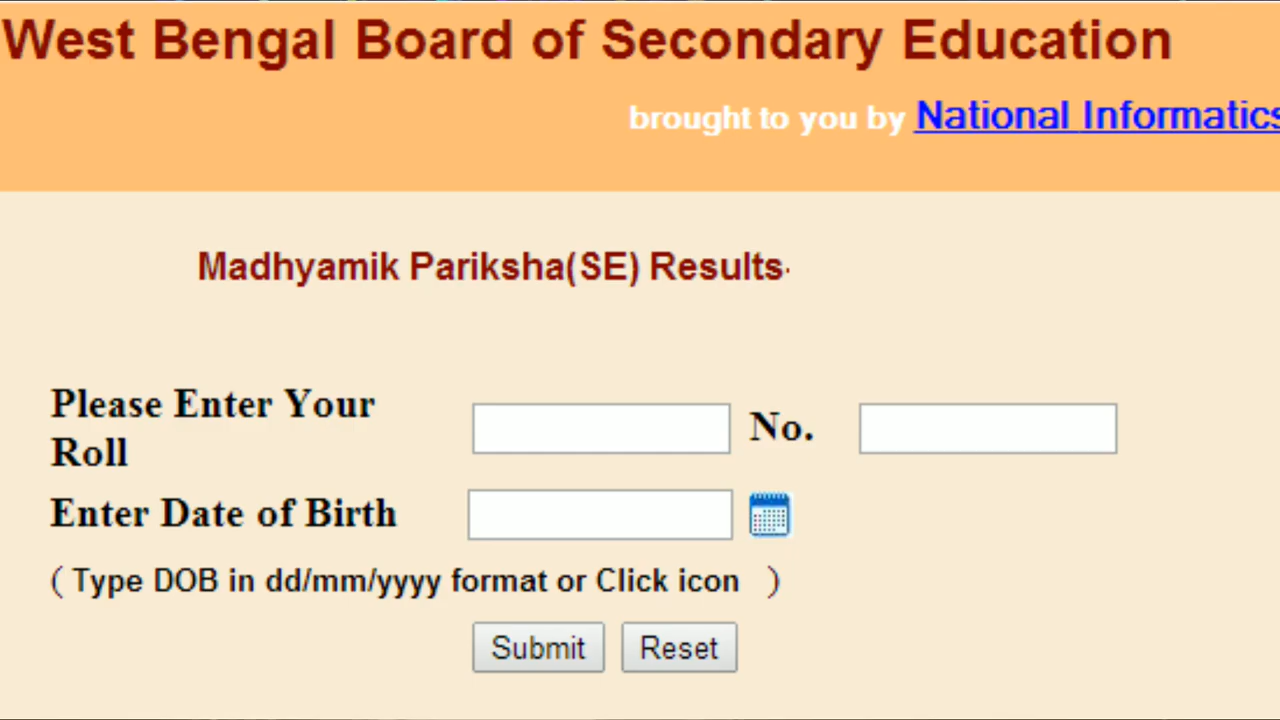 West Bengal Board of Secondary Education
brought to you by National Informatics
Madhyamik Pariksha(SE) Results
Please Enter Your
Roll
No.
Enter Date of Birth
( Type DOB in dd/mm/yyyy format or Click icon )
Submit Reset